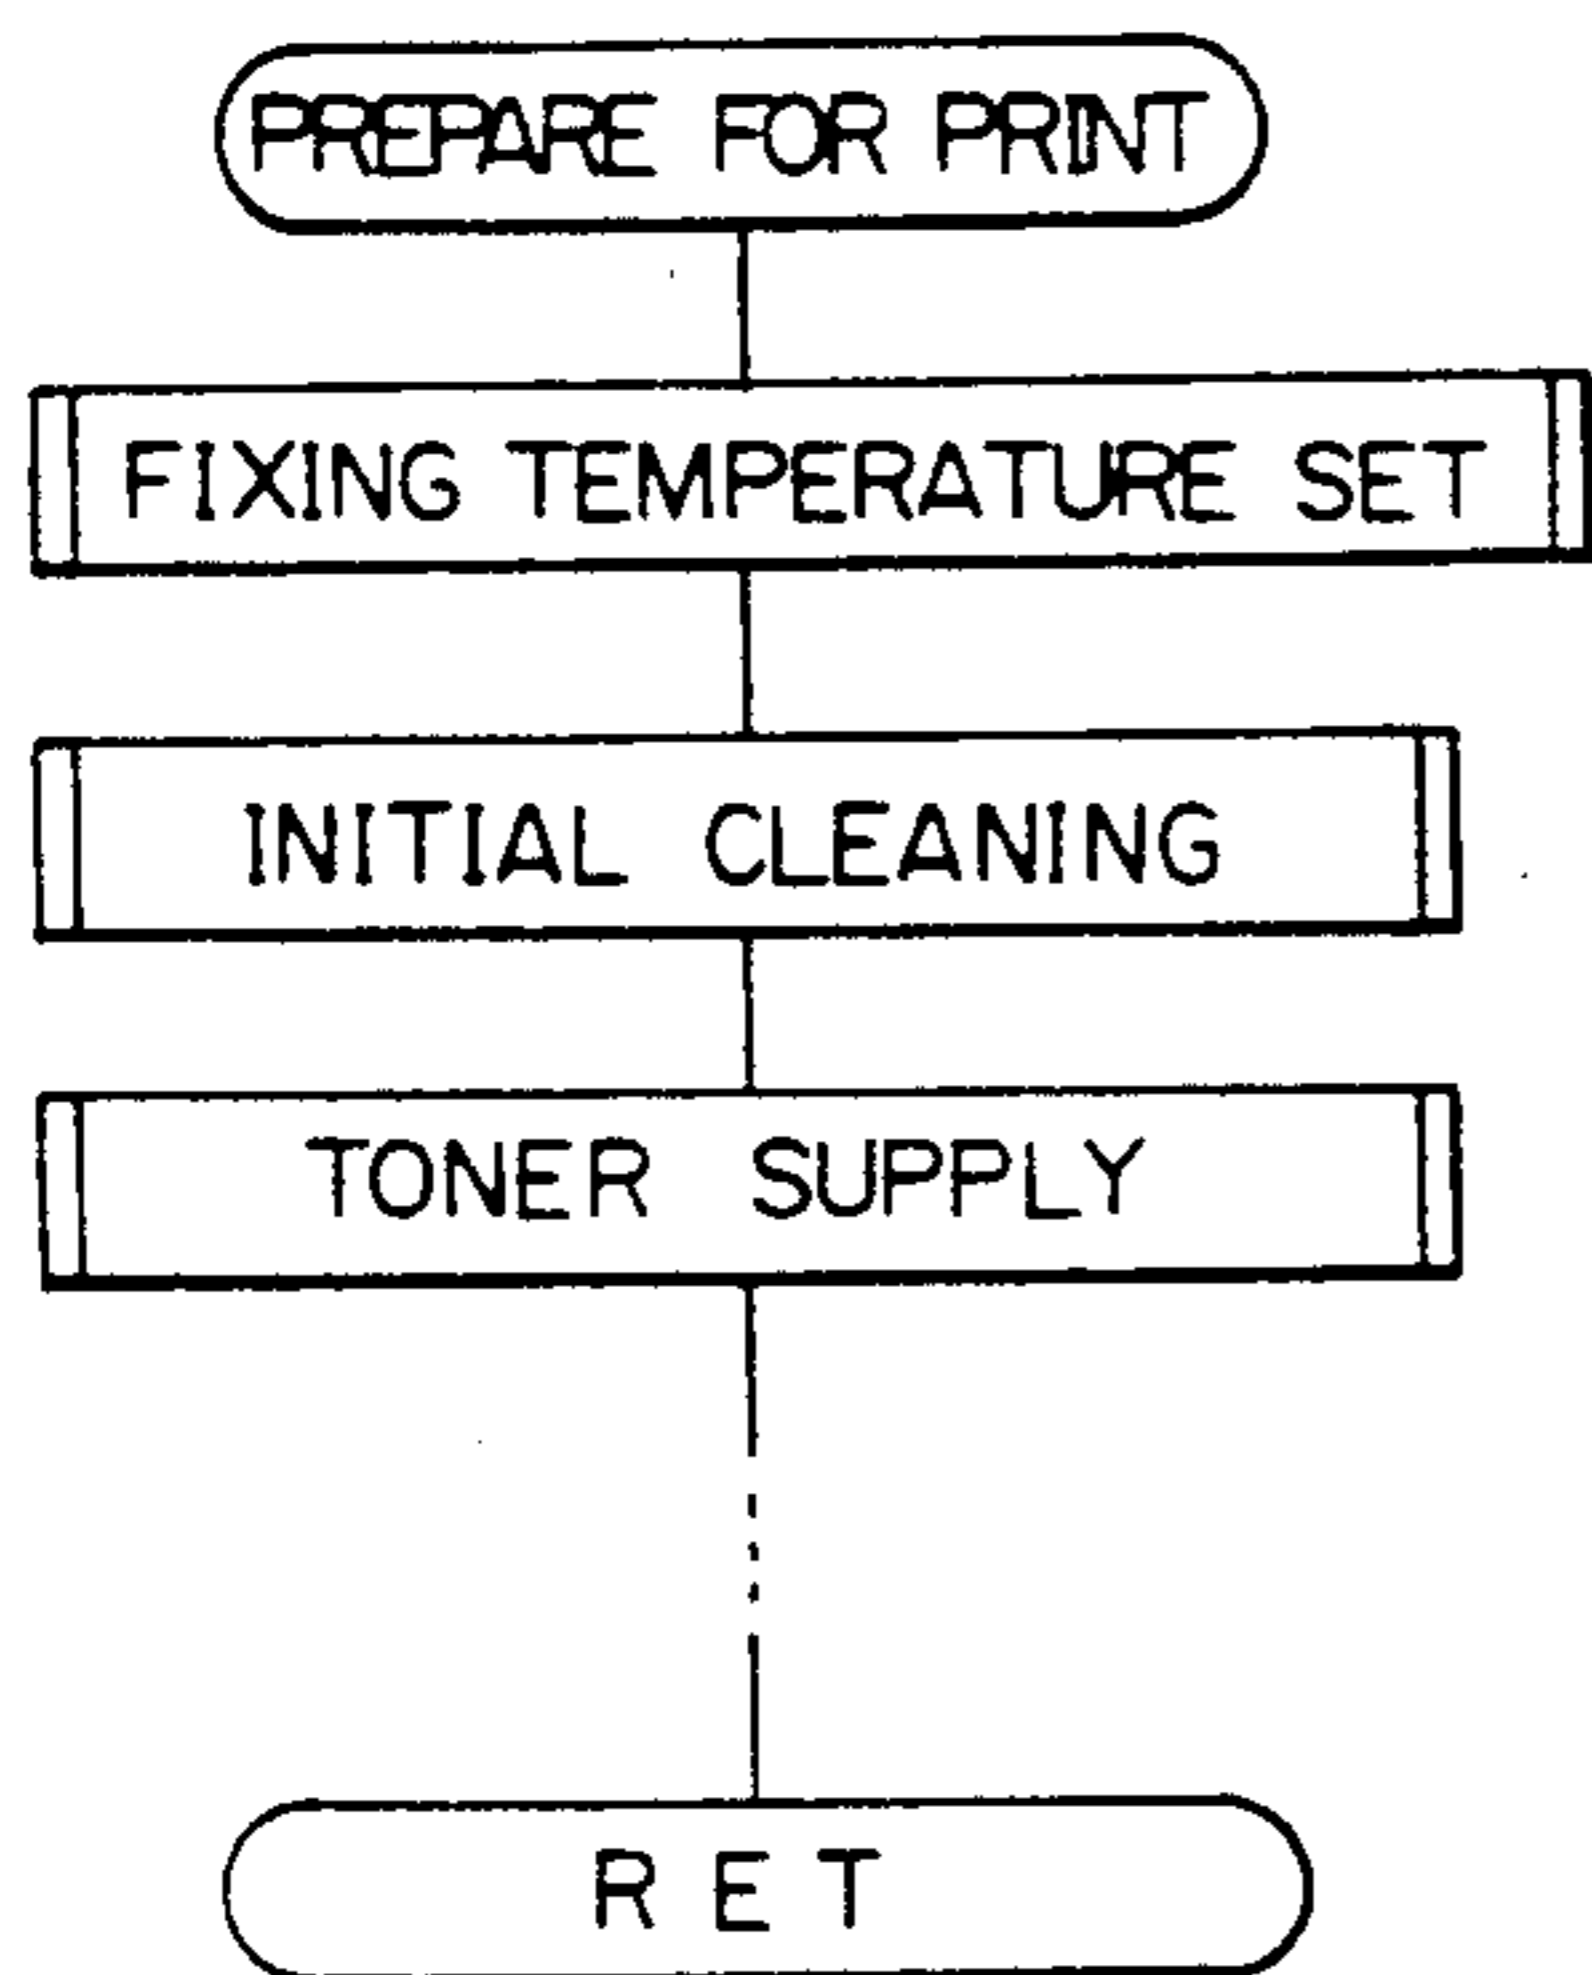 PREPARE FOR PRINT
FIXING TEMPERATURE SET
INITIAL CLEANING
TONER SUPPLY
RET